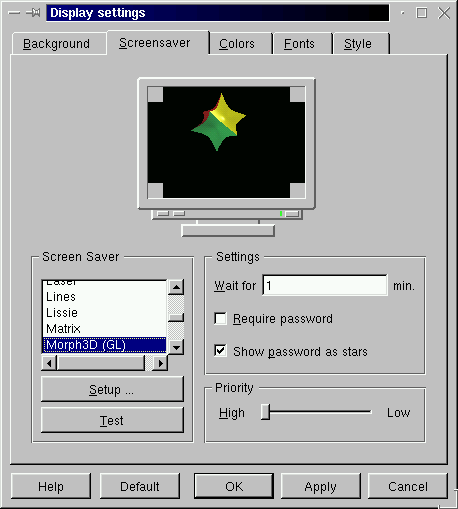 Display settings
Background Screensaver Colors Fonts Style
Screen Saver
Laser
Lines
Lissie
Matrix
Morph3D (GL)
Setup ...
Test
Settings
Wait for 1 min.
Require password
Show password as stars
Priority
High Low
Help Default OK Apply Cancel